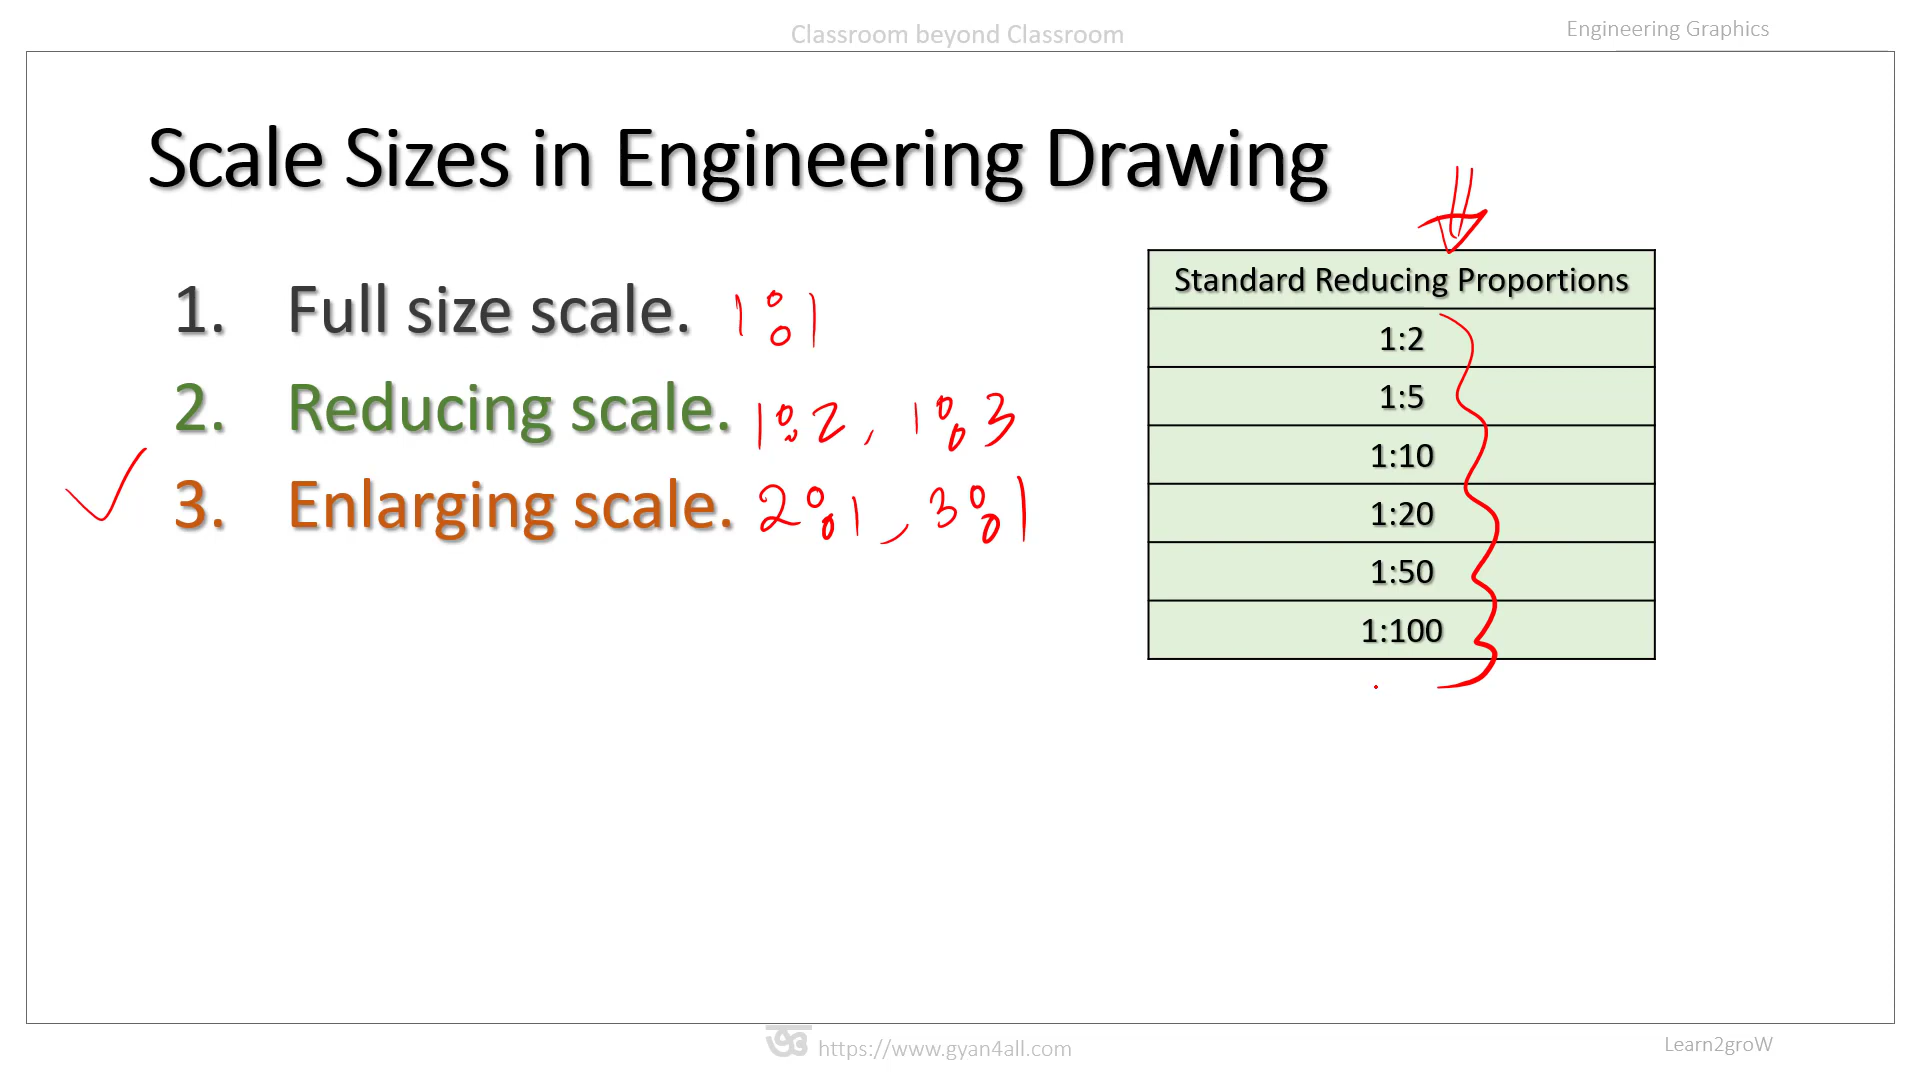 Classroom beyond Classroom
Engineering Graphics
Scale Sizes in Engineering Drawing
1. Full size scale. 1:1
2. Reducing scale. 1:2, 1:3
3. Enlarging scale. 2:1, 3:1
Standard Reducing Proportions
1:2
1:5
1:10
1:20
1:50
1:100
https://www.gyan4all.com
Learn2groW